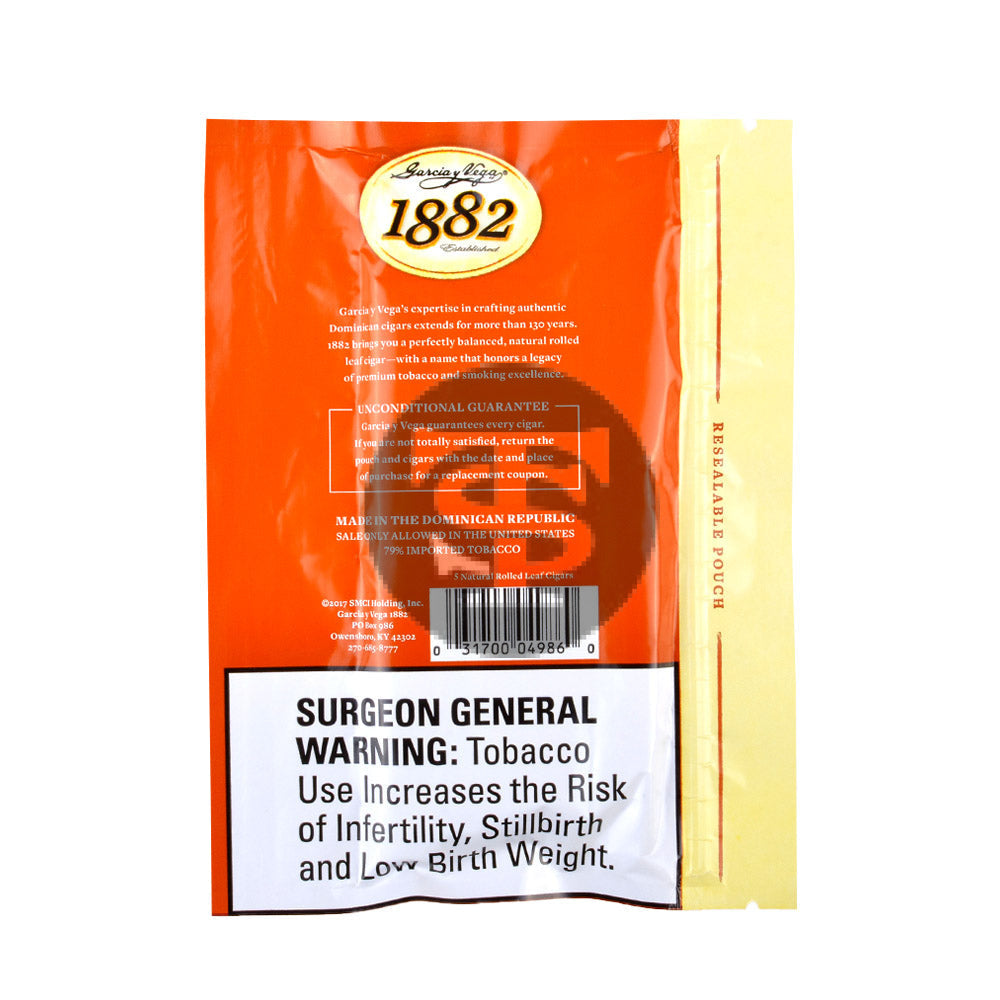 Garcia y Vega®
1882
Established
Garcia y Vega's expertise in crafting authentic
Dominican cigars extends for more than 130 years.
1882 brings you a perfectly balanced, natural rolled
leaf cigar—with a name that honors a legacy
of premium tobacco and smoking excellence.
UNCONDITIONAL GUARANTEE
Garcia y Vega guarantees every cigar.
If you are not totally satisfied, return the
pouch and cigars with the date and place
of purchase for a replacement coupon.
MADE IN THE DOMINICAN REPUBLIC
SALE ONLY ALLOWED IN THE UNITED STATES
79% IMPORTED TOBACCO
5 Natural Rolled Leaf Cigars
©2017 SMCI Holding, Inc.
Garcia y Vega 1882
PO Box 986
Owensboro, KY 42302
270-685-8777
0 31700 04986 0
SURGEON GENERAL
WARNING: Tobacco
Use Increases the Risk
of Infertility, Stillbirth
and Low Birth Weight.
RESEALABLE POUCH
S